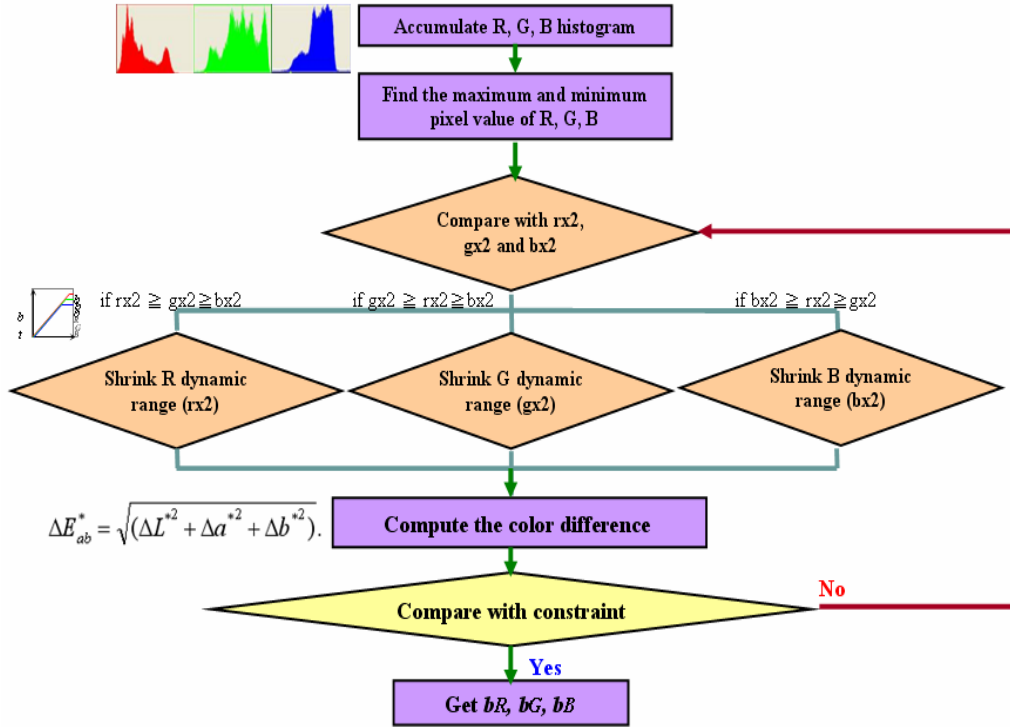 Accumulate R, G, B histogram
Find the maximum and minimum
pixel value of R, G, B
Compare with rx2,
gx2 and bx2
if rx2 ≧ gx2≧bx2
if gx2 ≧ rx2≧bx2
if bx2 ≧ rx2≧gx2
b
t
Shrink R dynamic
range (rx2)
Shrink G dynamic
range (gx2)
Shrink B dynamic
range (bx2)
ΔE*ab = √(ΔL*2 + Δa*2 + Δb*2).
Compute the color difference
Compare with constraint
No
Yes
Get bR, bG, bB